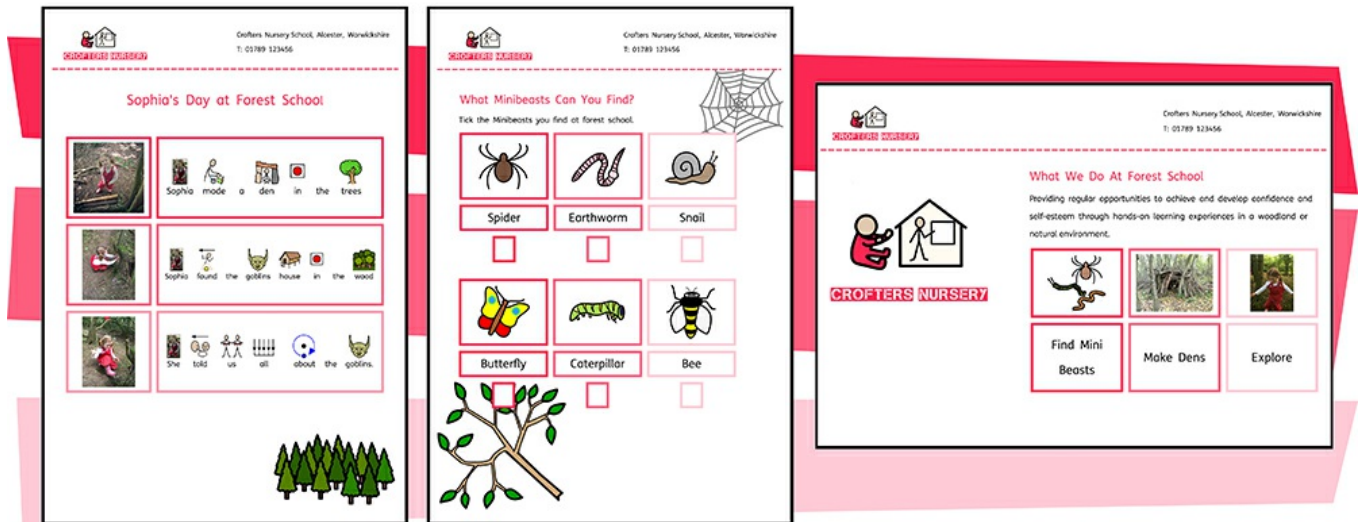 CROFTERS NURSERY
Crofters Nursery School, Alcester, Warwickshire
T: 01789 123456
Sophia's Day at Forest School
Sophia made a den in the trees
Sophia found the goblins house in the wood
She told us all about the goblins.
CROFTERS NURSERY
Crofters Nursery School, Alcester, Warwickshire
T: 01789 123456
What Minibeasts Can You Find?
Tick the Minibeasts you find at forest school.
Spider Earthworm Snail
Butterfly Caterpillar Bee
CROFTERS NURSERY
Crofters Nursery School, Alcester, Warwickshire
T: 01789 123456
CROFTERS NURSERY
What We Do At Forest School
Providing regular opportunities to achieve and develop confidence and
self-esteem through hands-on learning experiences in a woodland or
natural environment.
Find Mini
Beasts
Make Dens
Explore